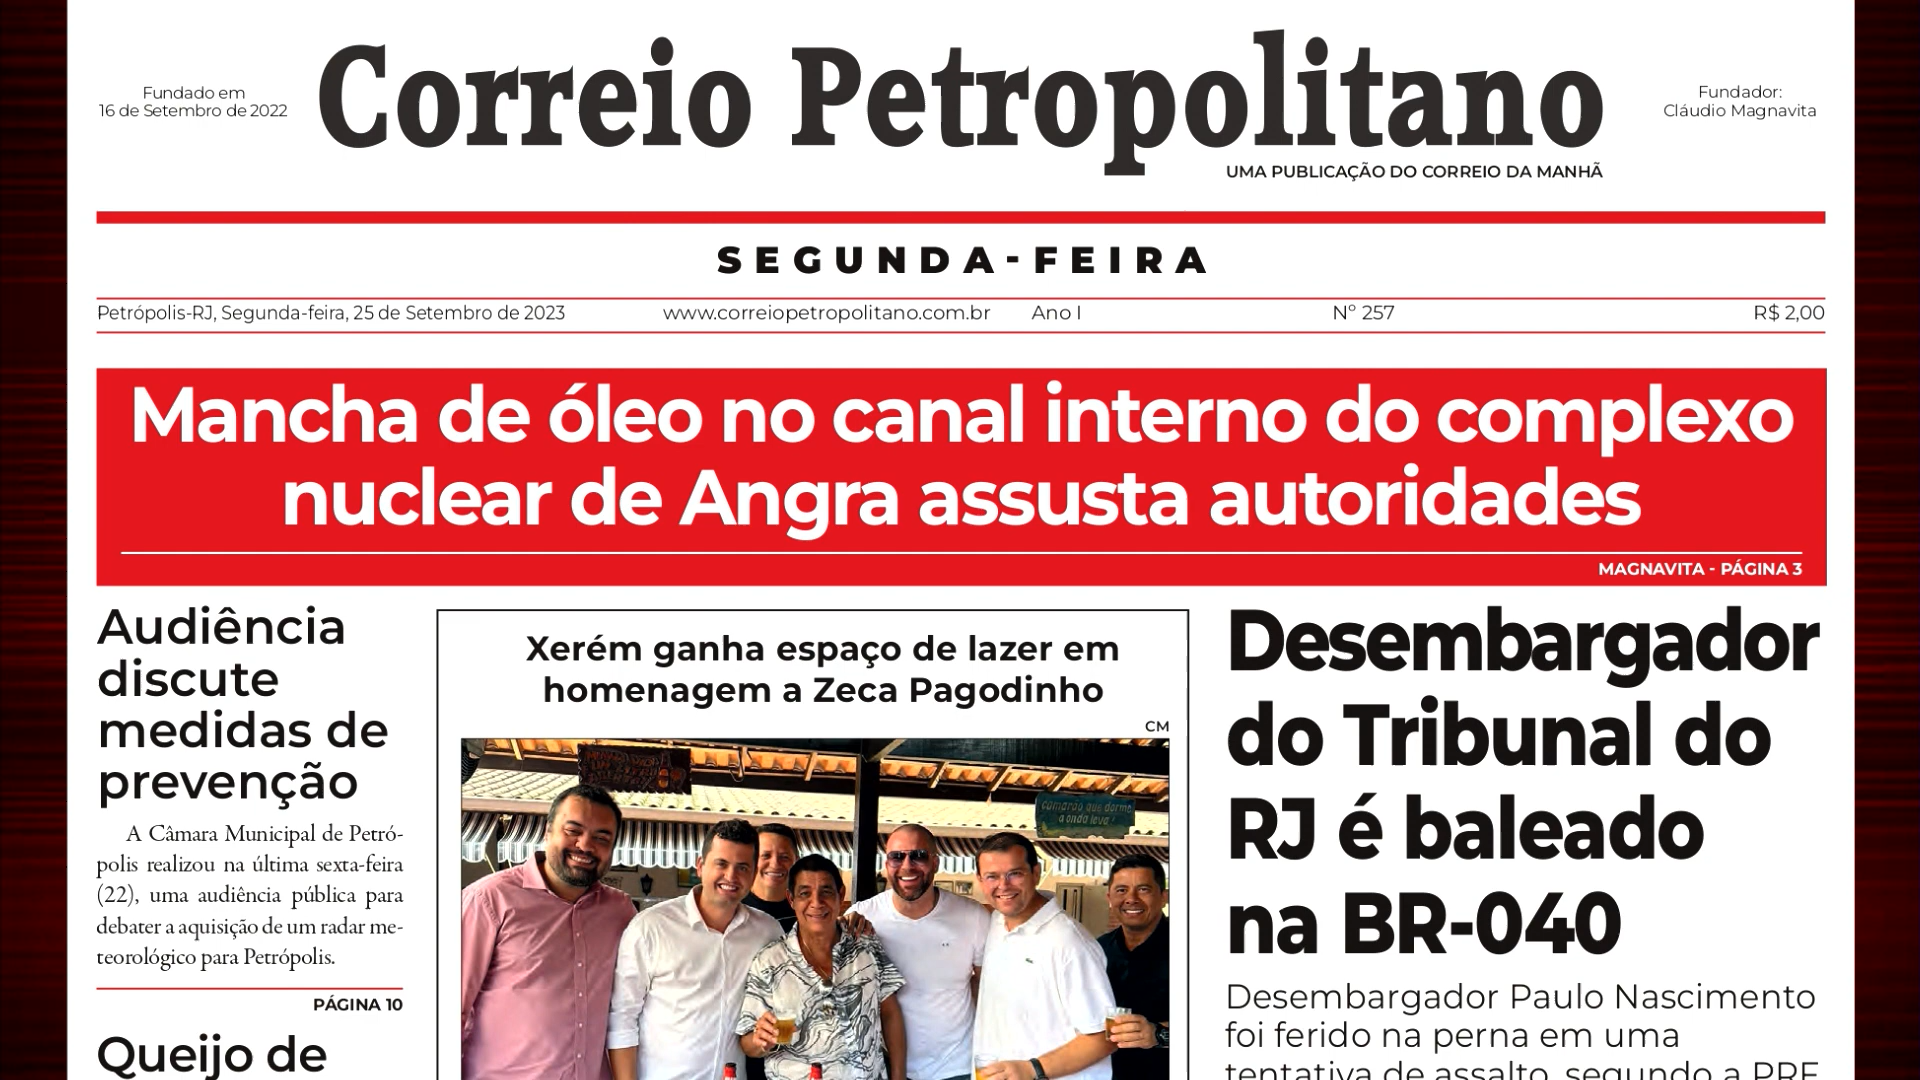 Fundado em
16 de Setembro de 2022
Correio Petropolitano
Fundador:
Cláudio Magnavita
UMA PUBLICAÇÃO DO CORREIO DA MANHÃ
SEGUNDA-FEIRA
Petrópolis-RJ, Segunda-feira, 25 de Setembro de 2023 www.correiopetropolitano.com.br Ano I Nº 257 R$ 2,00
Mancha de óleo no canal interno do complexo
nuclear de Angra assusta autoridades
MAGNAVITA - PÁGINA 3
Audiência
discute
medidas de
prevenção
A Câmara Municipal de Petró-
polis realizou na última sexta-feira
(22), uma audiência pública para
debater a aquisição de um radar me-
teorológico para Petrópolis.
PÁGINA 10
Queijo de
Xerém ganha espaço de lazer em
homenagem a Zeca Pagodinho
CM
camarão que dorme
a onda leva!
Desembargador
do Tribunal do
RJ é baleado
na BR-040
Desembargador Paulo Nascimento
foi ferido na perna em uma
tentativa de assalto, segundo a PRF